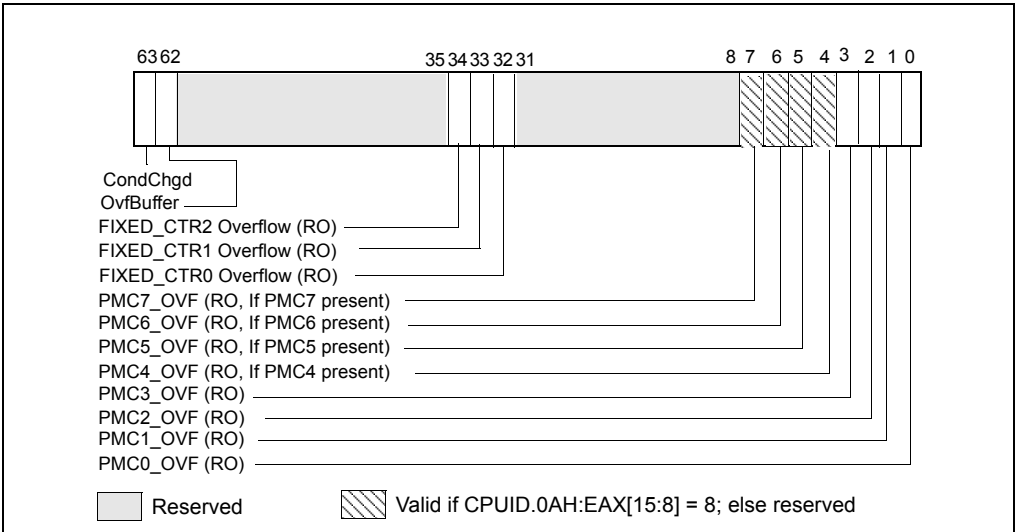 63 62 35 34 33 32 31 8 7 6 5 4 3 2 1 0
CondChgd
OvfBuffer
FIXED_CTR2 Overflow (RO)
FIXED_CTR1 Overflow (RO)
FIXED_CTR0 Overflow (RO)
PMC7_OVF (RO, If PMC7 present)
PMC6_OVF (RO, If PMC6 present)
PMC5_OVF (RO, If PMC5 present)
PMC4_OVF (RO, If PMC4 present)
PMC3_OVF (RO)
PMC2_OVF (RO)
PMC1_OVF (RO)
PMC0_OVF (RO)
Reserved Valid if CPUID.0AH:EAX[15:8] = 8; else reserved